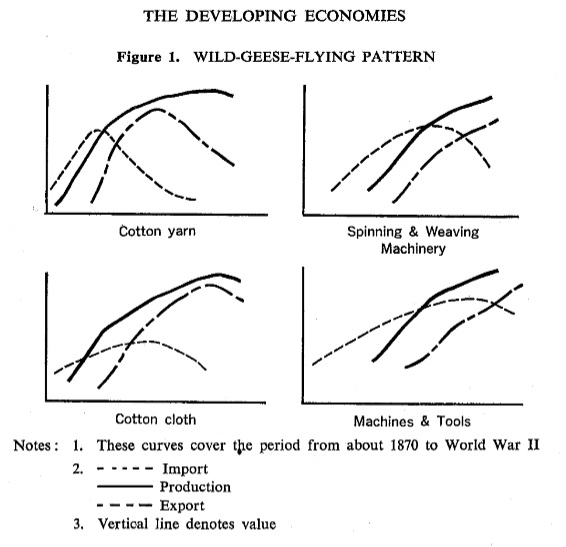 THE DEVELOPING ECONOMIES
Figure 1. WILD-GEESE-FLYING PATTERN
Cotton yarn
Spinning & Weaving
Machinery
Cotton cloth
Machines & Tools
Notes: 1. These curves cover the period from about 1870 to World War II
2. - - - - - Import
Production
- - - - Export
3. Vertical line denotes value